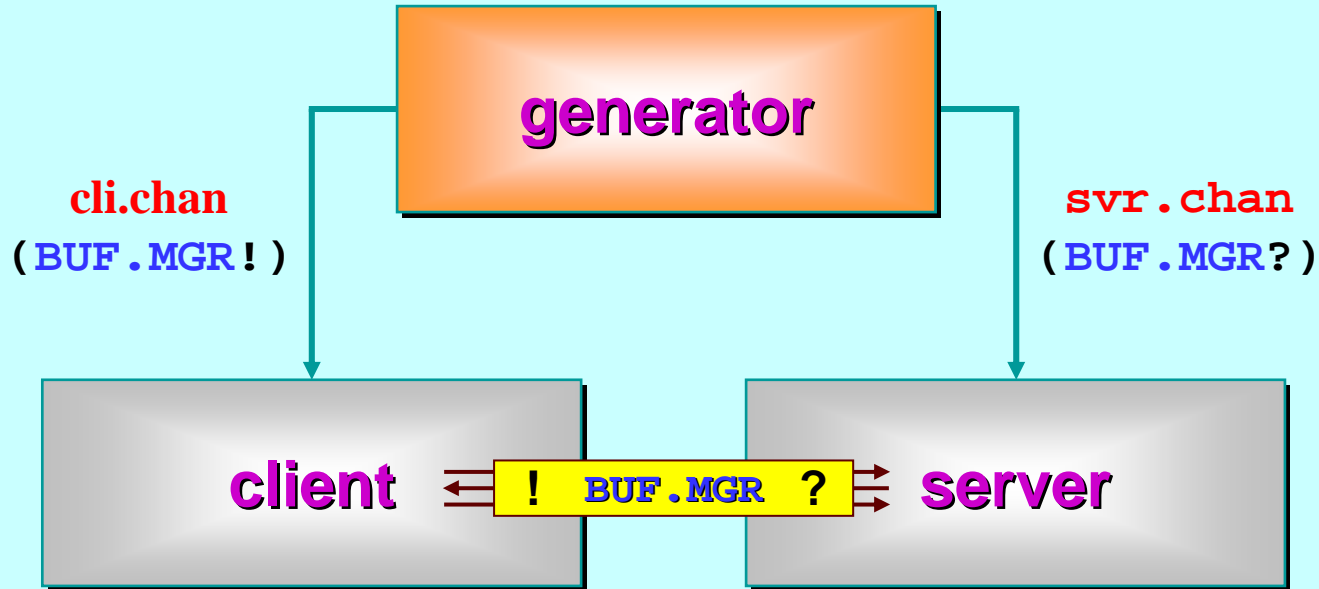 generator
cli.chan
(BUF.MGR!)
svr.chan
(BUF.MGR?)
client
! BUF.MGR ?
server